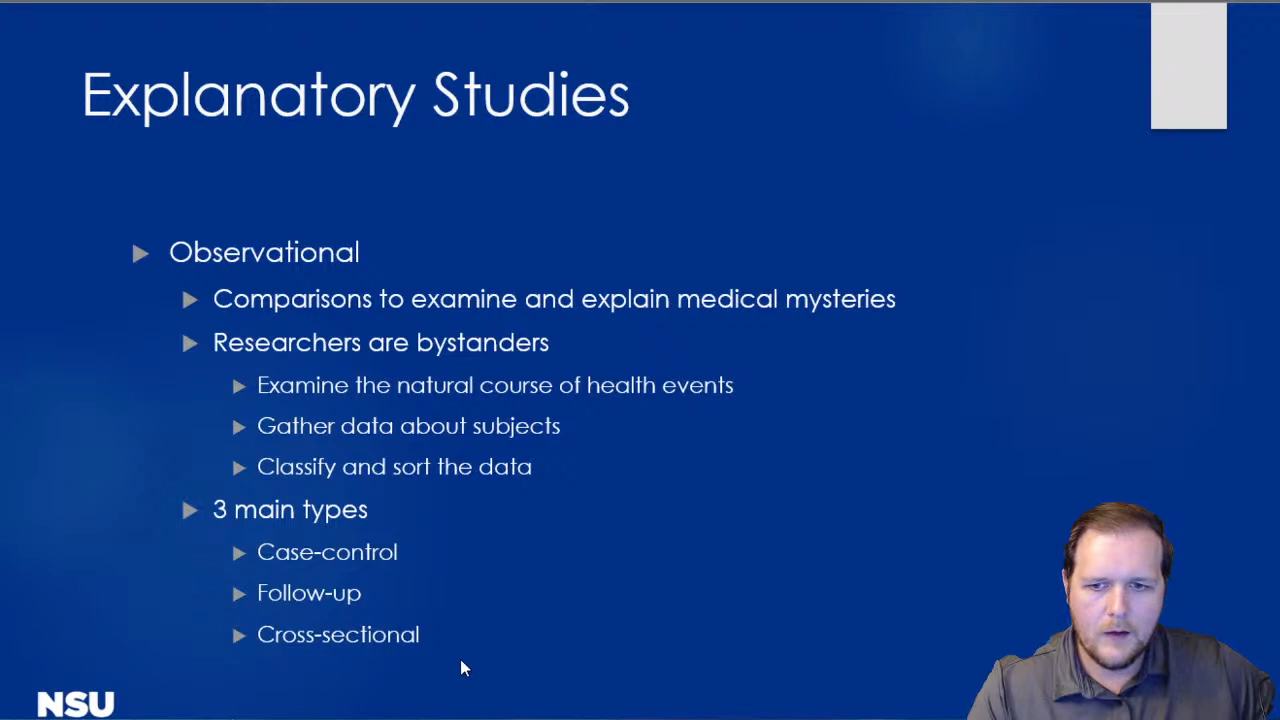 Explanatory Studies
Observational
Comparisons to examine and explain medical mysteries
Researchers are bystanders
Examine the natural course of health events
Gather data about subjects
Classify and sort the data
3 main types
Case-control
Follow-up
Cross-sectional
NSU